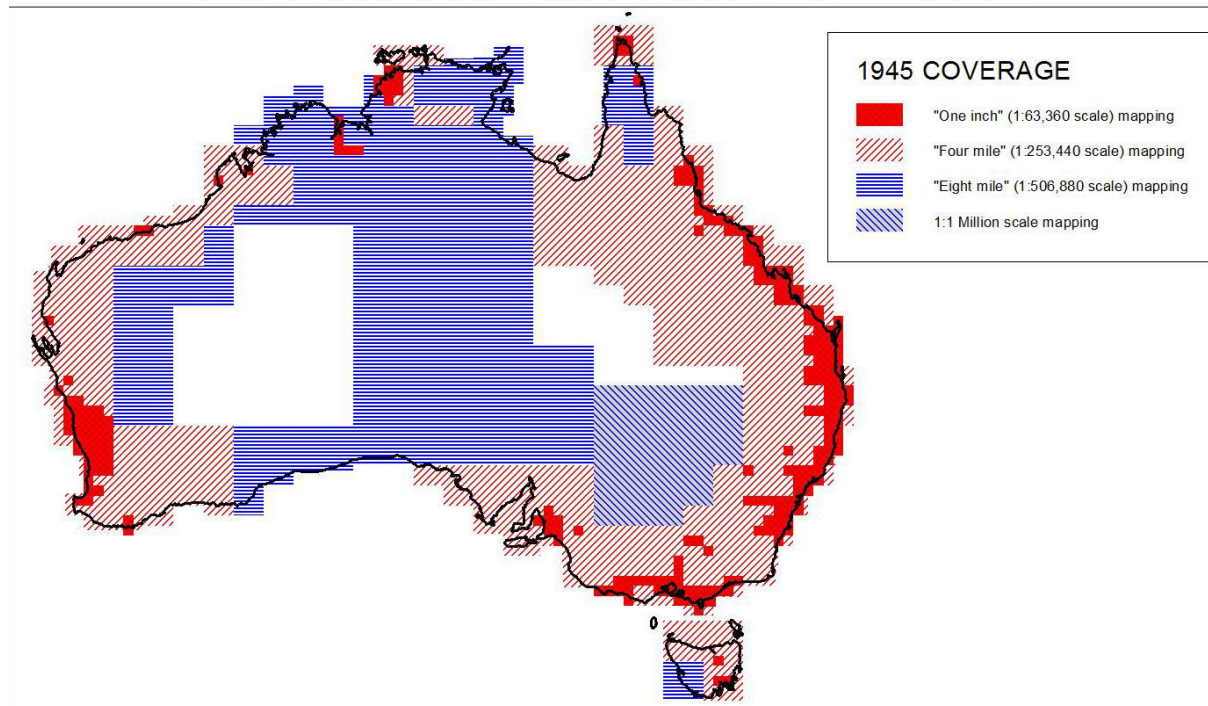 1945 COVERAGE
"One inch" (1:63,360 scale) mapping
"Four mile" (1:253,440 scale) mapping
"Eight mile" (1:506,880 scale) mapping
1:1 Million scale mapping